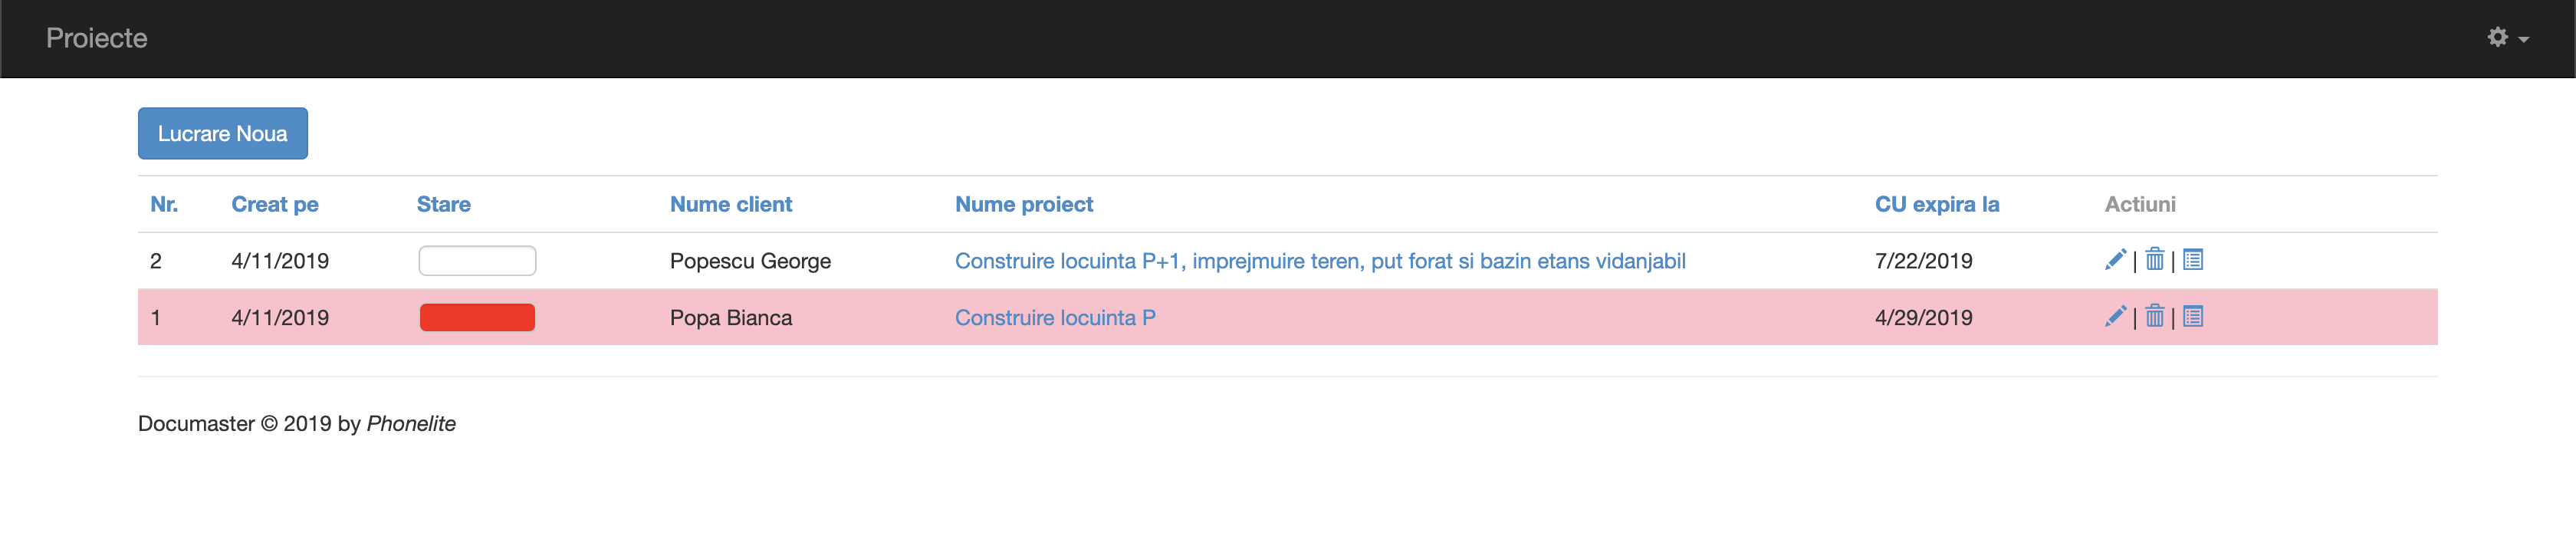 Proiecte
Lucrare Noua
Nr. Creat pe Stare Nume client Nume proiect CU expira la Actiuni
2 4/11/2019 Popescu George Construire locuinta P+1, imprejmuire teren, put forat si bazin etans vidanjabil 7/22/2019 | |
1 4/11/2019 Popa Bianca Construire locuinta P 4/29/2019 | |
Documaster © 2019 by Phonelite